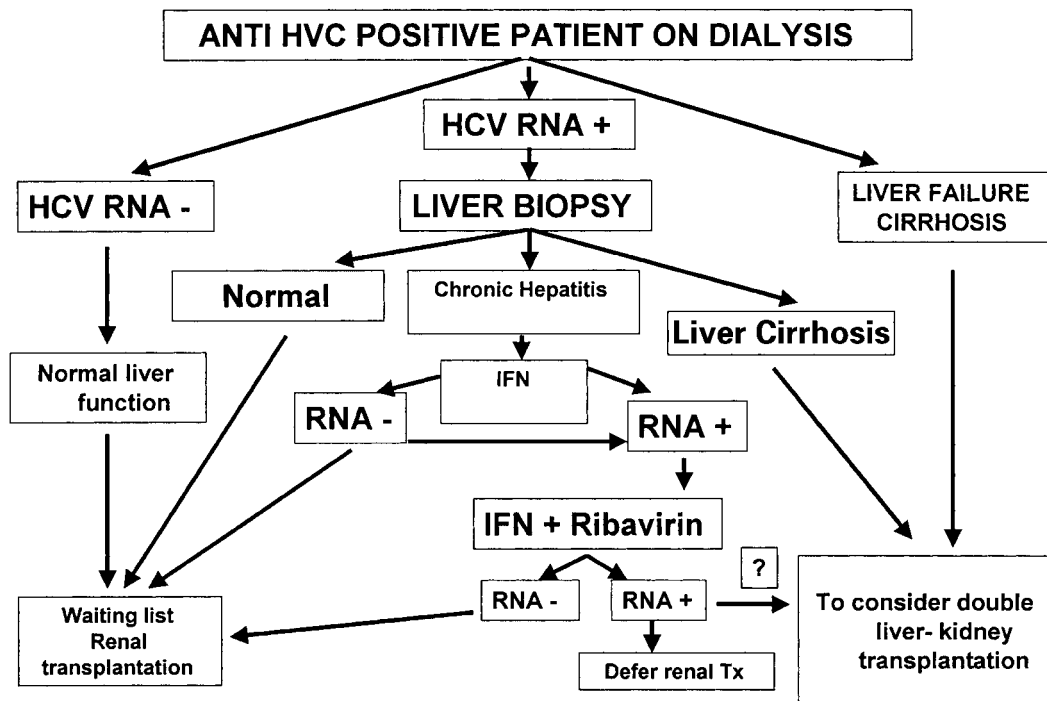 ANTI HVC POSITIVE PATIENT ON DIALYSIS
HCV RNA +
HCV RNA -
LIVER BIOPSY
LIVER FAILURE
CIRRHOSIS
Normal
Chronic Hepatitis
Liver Cirrhosis
Normal liver
function
IFN
RNA -
RNA +
IFN + Ribavirin
?
RNA -
RNA +
Waiting list
Renal
transplantation
To consider double
liver- kidney
transplantation
Defer renal Tx